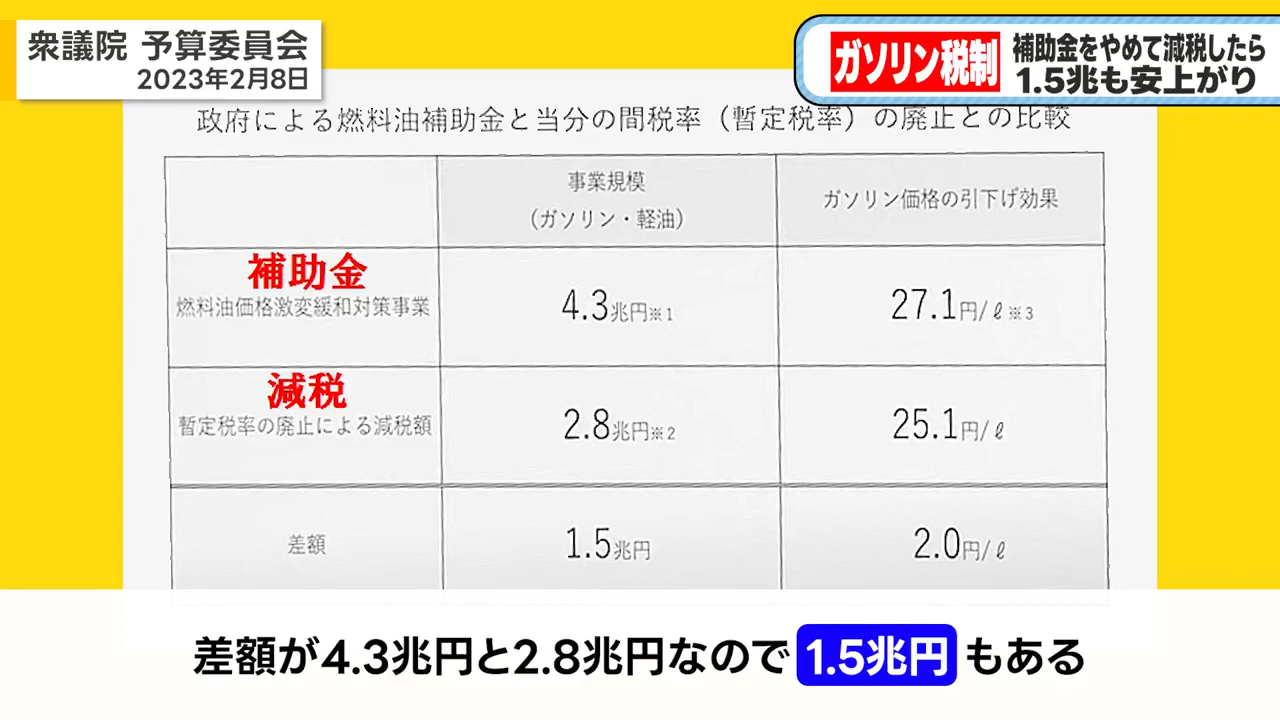 衆議院 予算委員会
2023年2月8日
ガソリン税制
補助金をやめて減税したら
1.5兆も安上がり
政府による燃料油補助金と当分の間税率（暫定税率）の廃止との比較
事業規模
（ガソリン・軽油）
ガソリン価格の引下げ効果
補助金
燃料油価格激変緩和対策事業
4.3兆円※1
27.1円/ℓ※3
減税
暫定税率の廃止による減税額
2.8兆円※2
25.1円/ℓ
差額
1.5兆円
2.0円/ℓ
差額が4.3兆円と2.8兆円なので 1.5兆円 もある